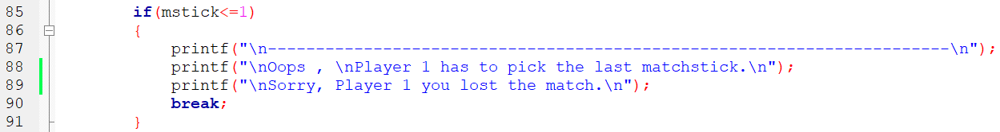 85 if(mstick<=1)
86 {
87 printf("\n-----------------------------------------------------------------------\n");
88 printf("\nOops , \nPlayer 1 has to pick the last matchstick.\n");
89 printf("\nSorry, Player 1 you lost the match.\n");
90 break;
91 }